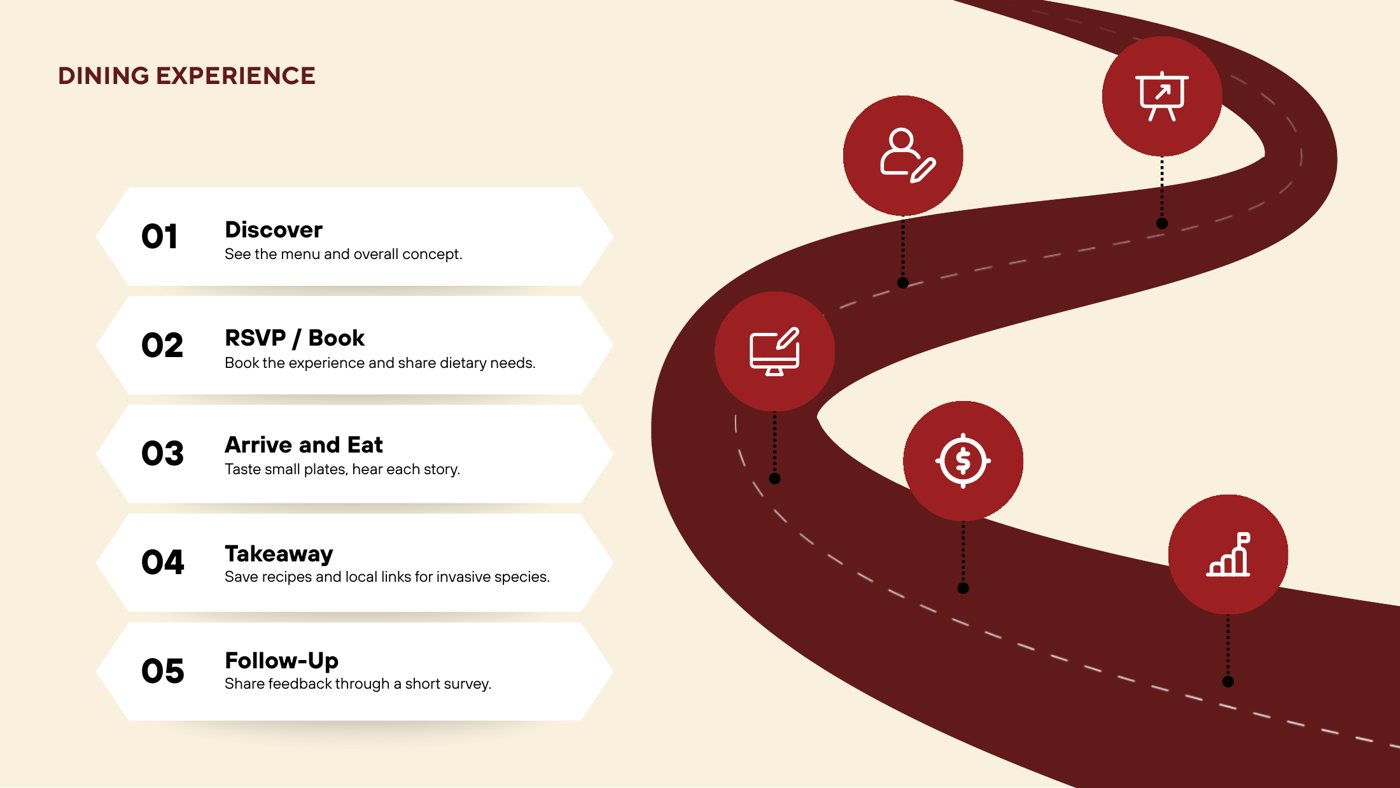 DINING EXPERIENCE
01
Discover
See the menu and overall concept.
02
RSVP / Book
Book the experience and share dietary needs.
03
Arrive and Eat
Taste small plates, hear each story.
04
Takeaway
Save recipes and local links for invasive species.
05
Follow-Up
Share feedback through a short survey.
$